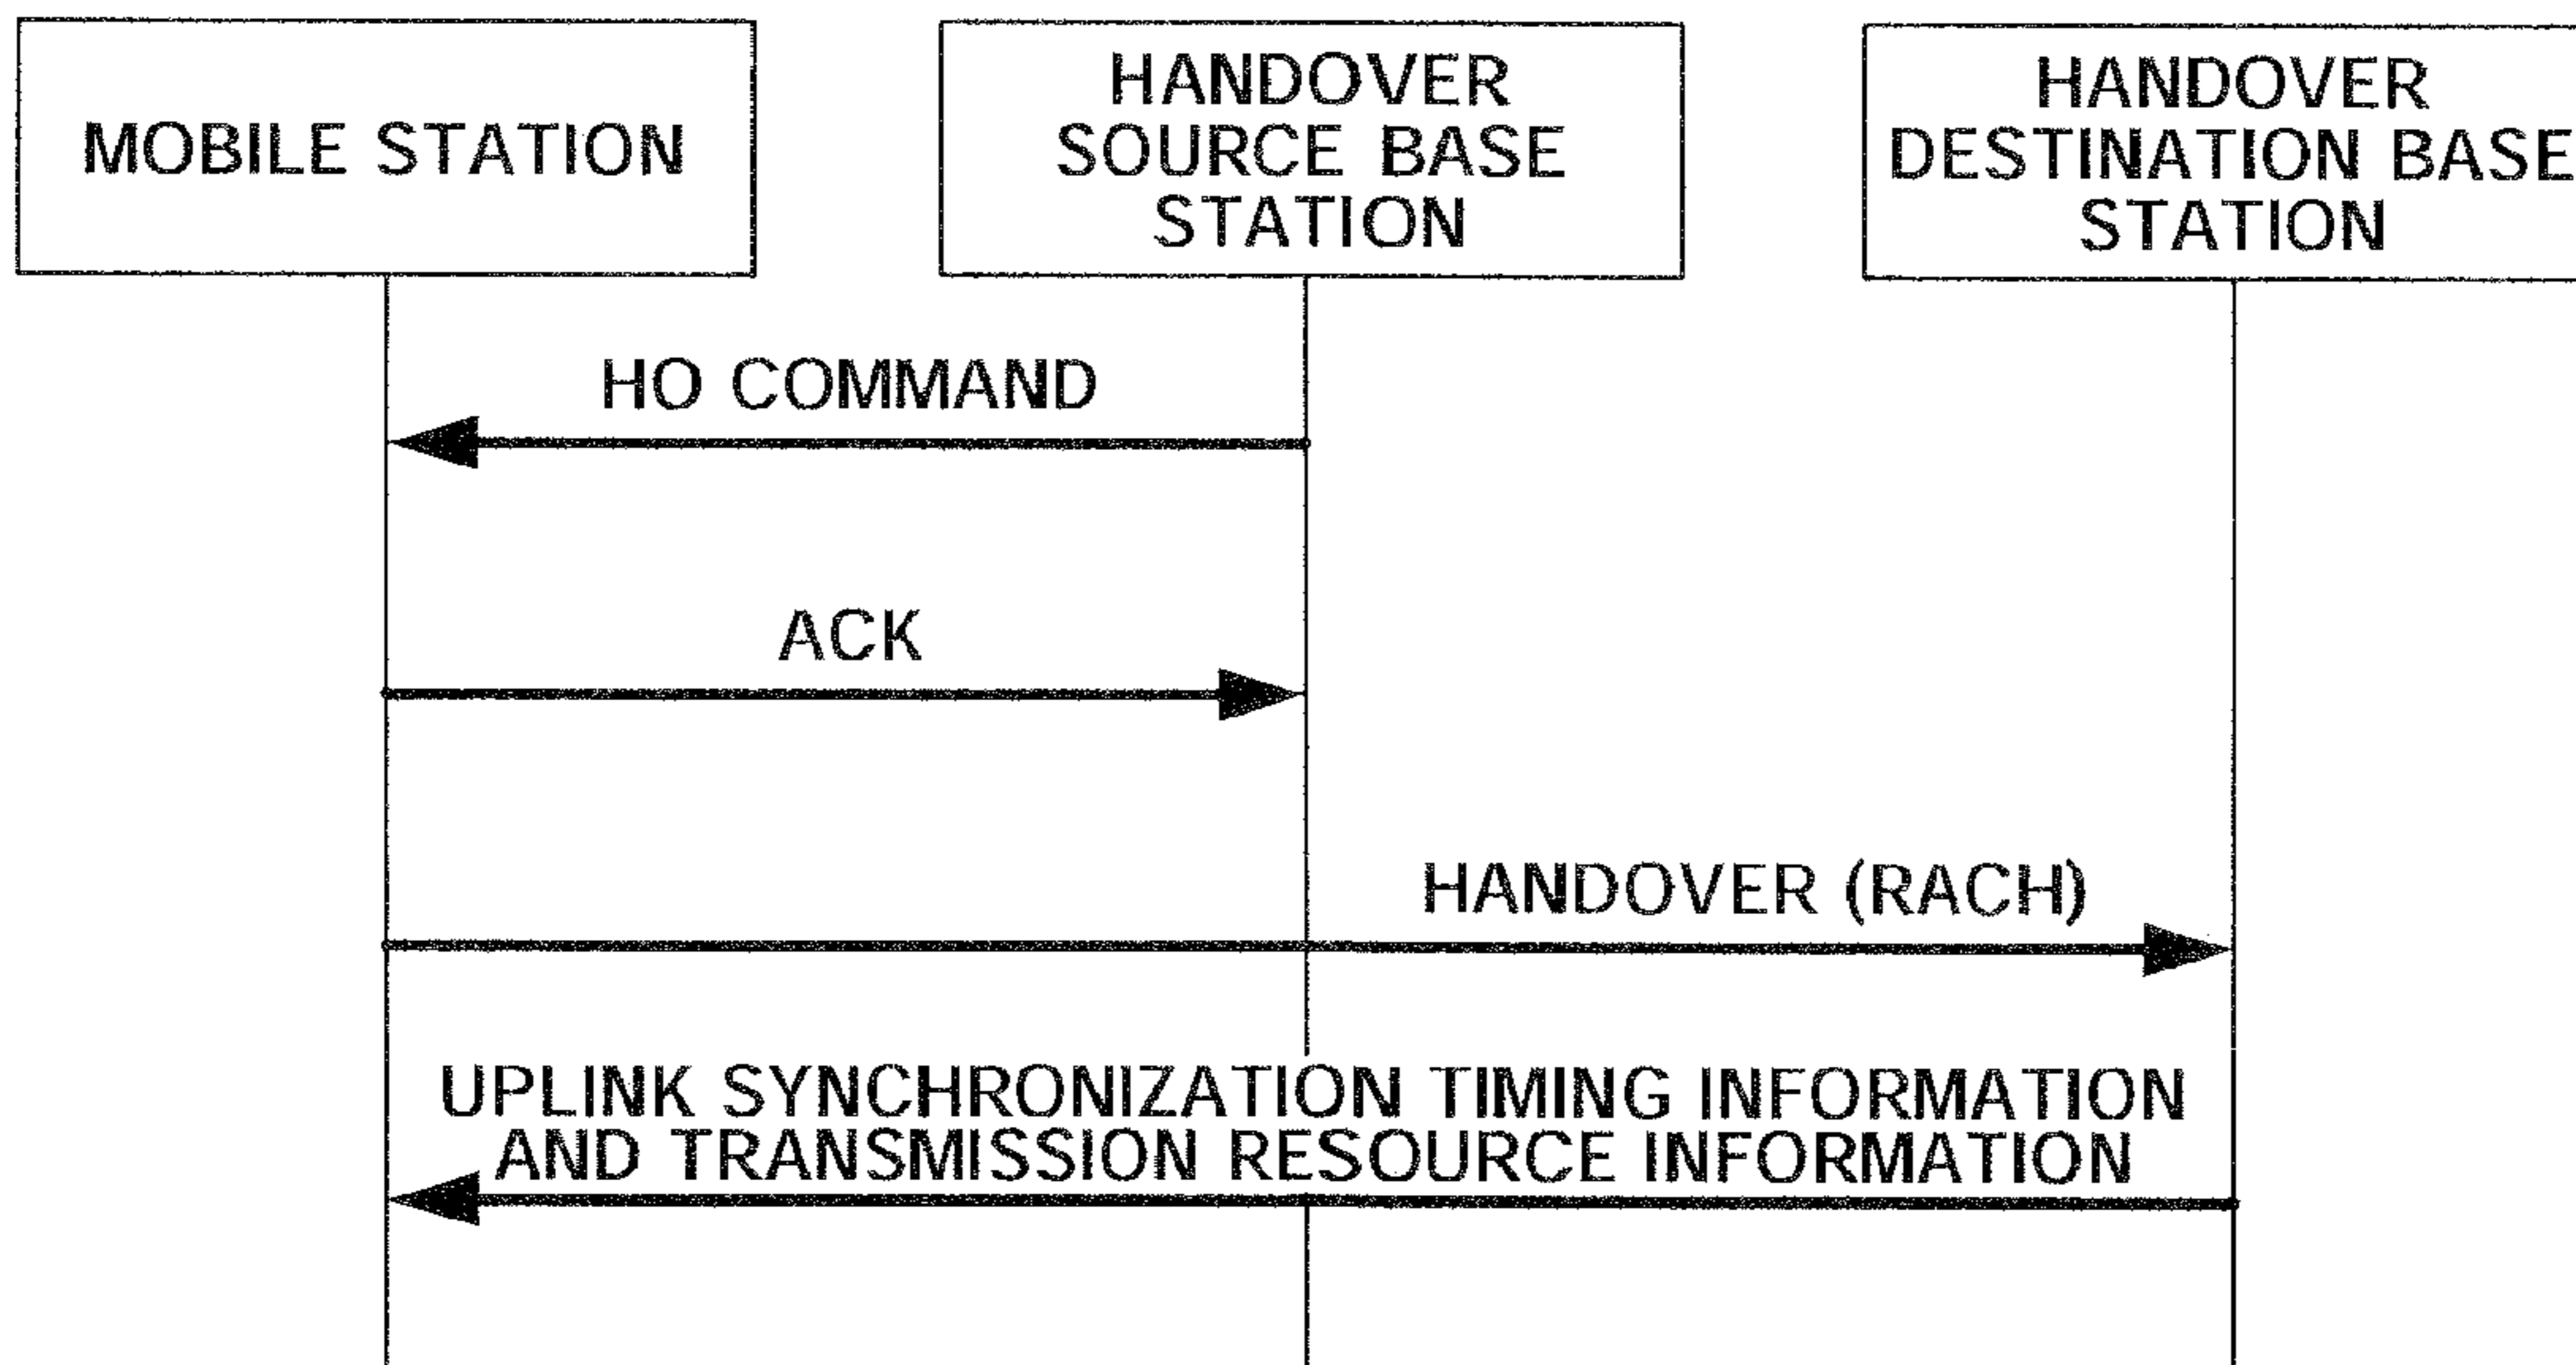 MOBILE STATION
HANDOVER
SOURCE BASE
STATION
HANDOVER
DESTINATION BASE
STATION
HO COMMAND
ACK
HANDOVER (RACH)
UPLINK SYNCHRONIZATION TIMING INFORMATION
AND TRANSMISSION RESOURCE INFORMATION